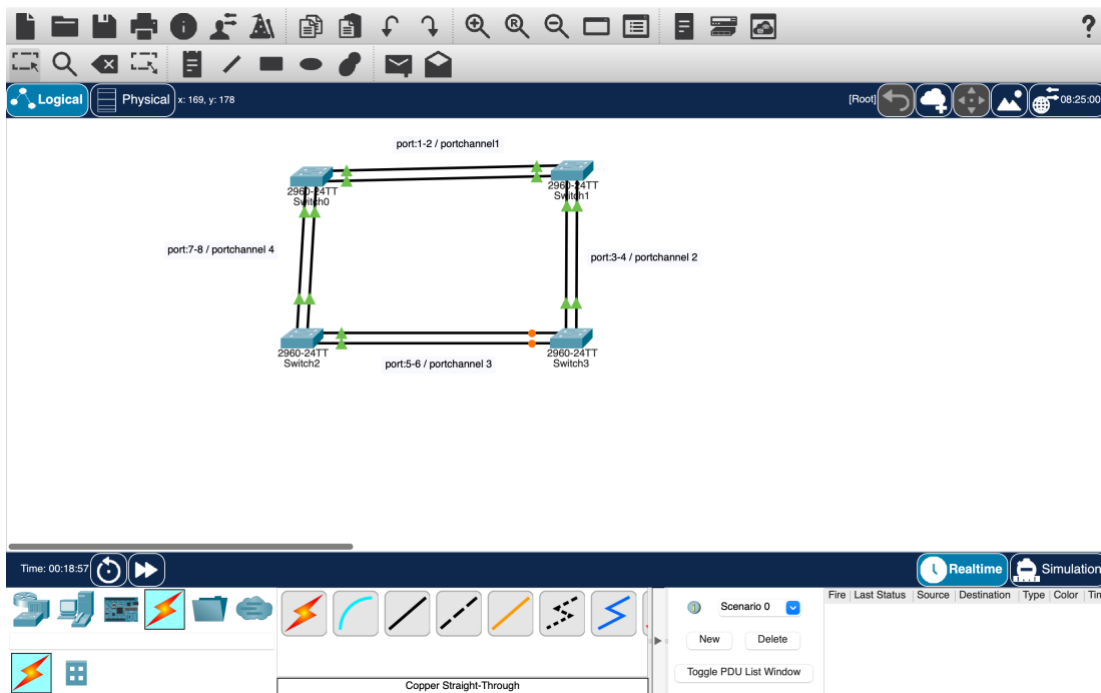 Logical
Physical
x: 169, y: 178
[Root]
08:25:00
port:1-2 / portchannel1
2960-24TT
Switch0
2960-24TT
Switch1
port:7-8 / portchannel 4
port:3-4 / portchannel 2
2960-24TT
Switch2
port:5-6 / portchannel 3
2960-24TT
Switch3
Time: 00:18:57
Realtime
Simulation
Scenario 0
Fire Last Status Source Destination Type Color
New
Delete
Toggle PDU List Window
Copper Straight-Through